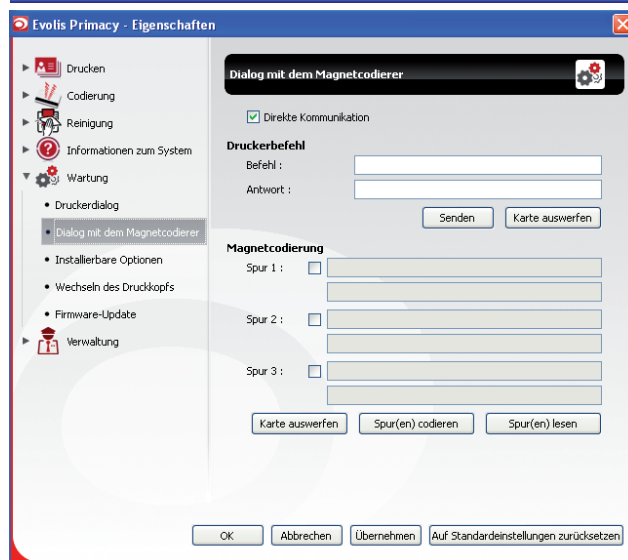 Evolis Primacy - Eigenschaften
Drucken
Codierung
Reinigung
Informationen zum System
Wartung
• Druckerdialog
• Dialog mit dem Magnetcodierer
• Installierbare Optionen
• Wechseln des Druckkopfs
• Firmware-Update
Verwaltung
Dialog mit dem Magnetcodierer
Direkte Kommunikation
Druckerbefehl
Befehl :
Antwort :
Senden
Karte auswerfen
Magnetcodierung
Spur 1 :
Spur 2 :
Spur 3 :
Karte auswerfen
Spur(en) codieren
Spur(en) lesen
OK
Abbrechen
Übernehmen
Auf Standardeinstellungen zurücksetzen